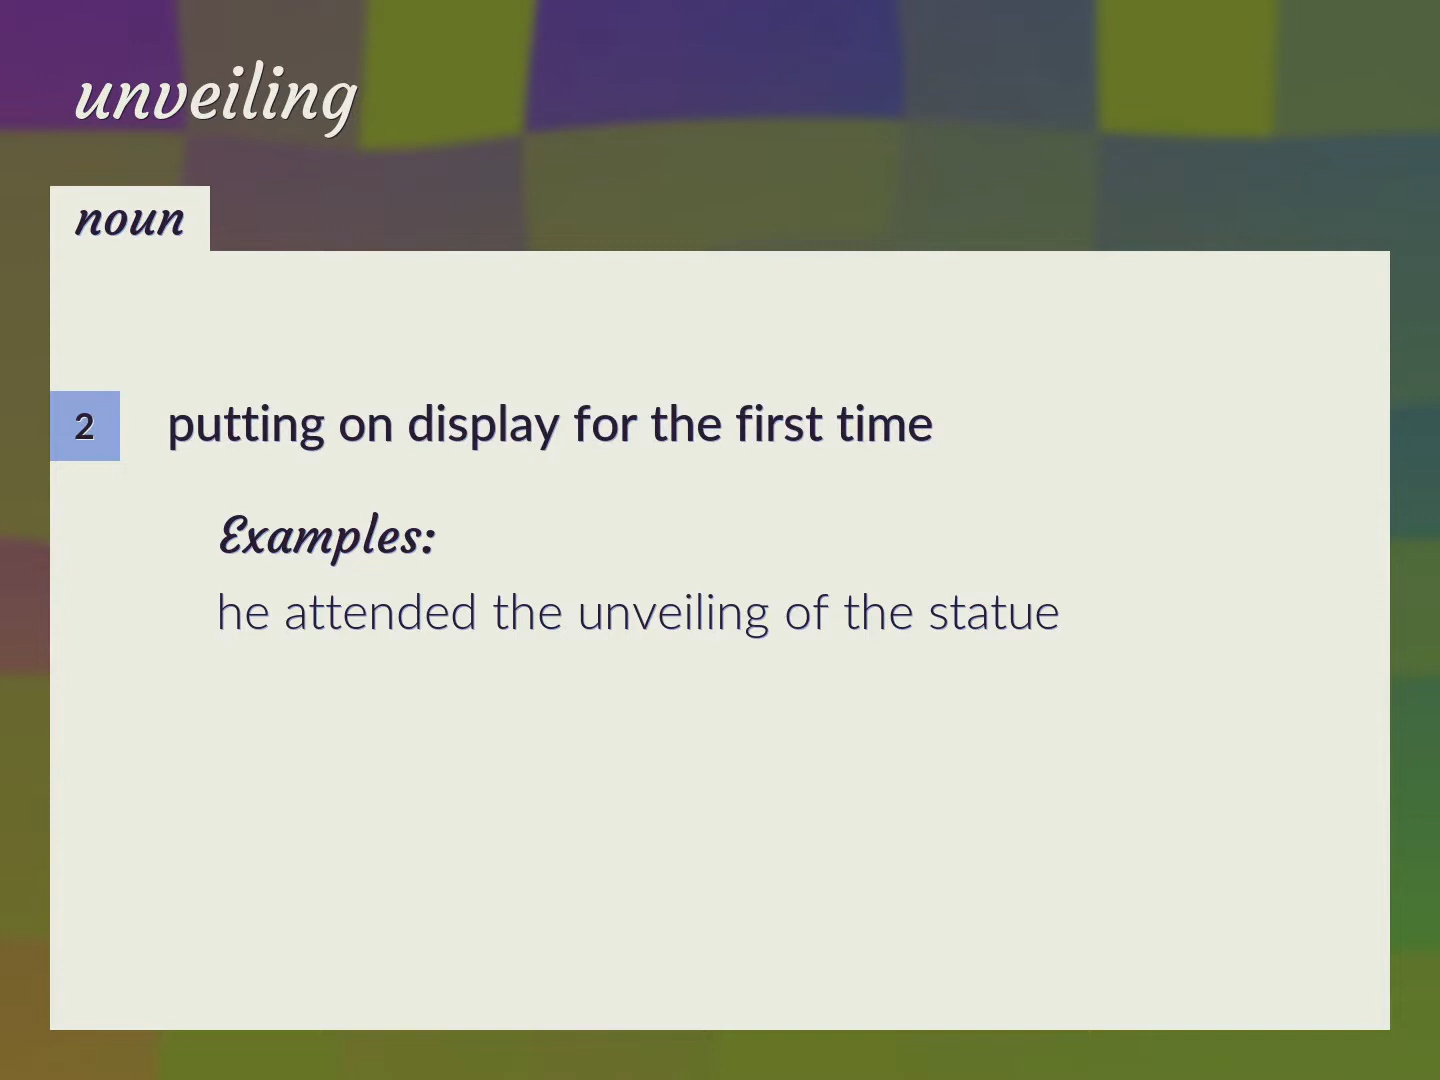 unveiling
noun
2
putting on display for the first time
Examples:
he attended the unveiling of the statue